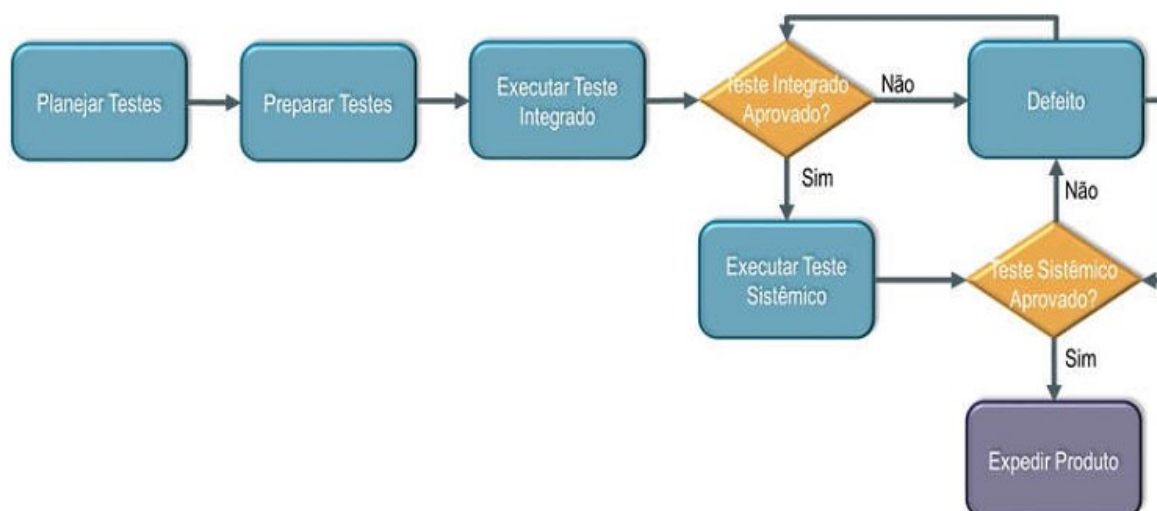 Planejar Testes
Preparar Testes
Executar Teste
Integrado
Teste Integrado
Aprovado?
Não
Defeito
Sim
Não
Executar Teste
Sistêmico
Teste Sistêmico
Aprovado?
Sim
Expedir Produto